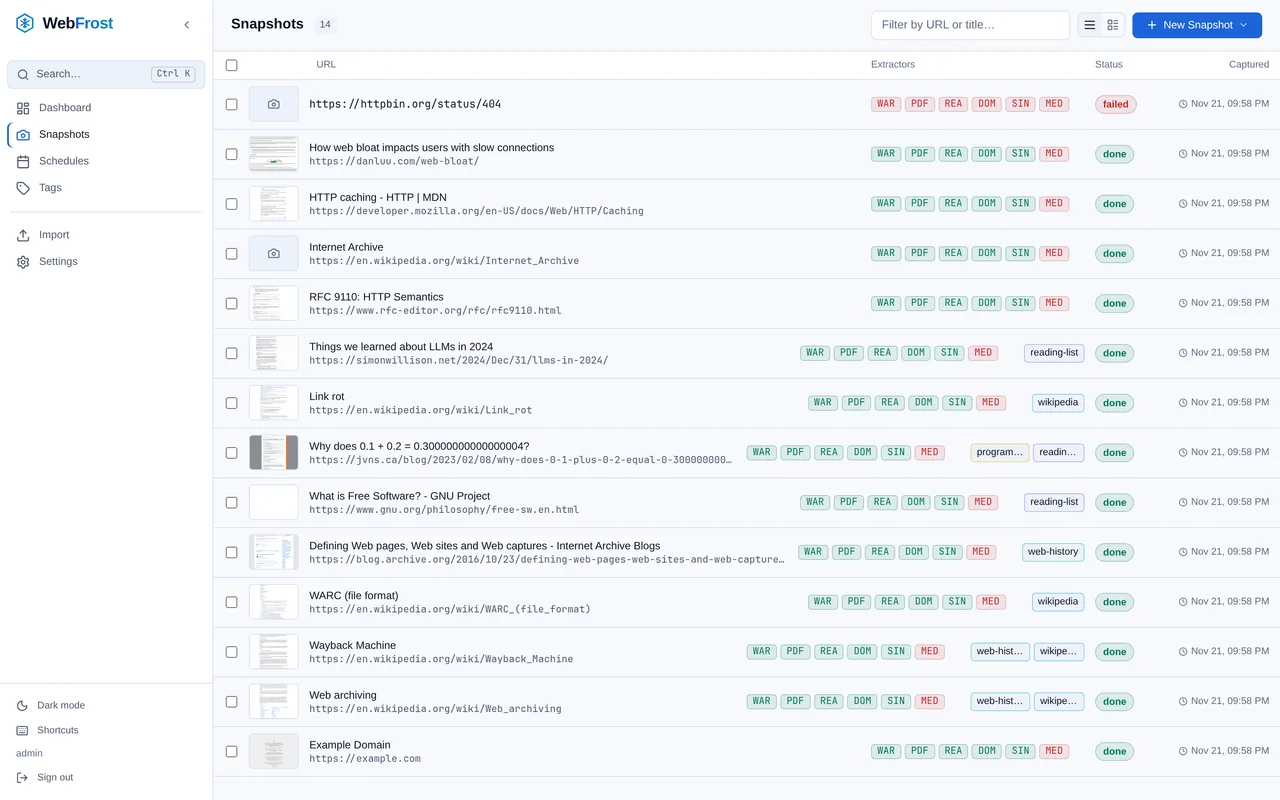 WebFrost
Search…
Ctrl K
Dashboard
Snapshots
Schedules
Tags
Import
Settings
Dark mode
Shortcuts
admin
Sign out
Snapshots 14
Filter by URL or title…
New Snapshot
URL Extractors Status Captured
https://httpbin.org/status/404
WAR PDF REA DOM SIN MED failed Nov 21, 09:58 PM
How web bloat impacts users with slow connections
https://danluu.com/web-bloat/
WAR PDF REA DOM SIN MED done Nov 21, 09:58 PM
HTTP caching - HTTP | MDN
https://developer.mozilla.org/en-US/docs/Web/HTTP/Caching
WAR PDF REA DOM SIN MED done Nov 21, 09:58 PM
Internet Archive
https://en.wikipedia.org/wiki/Internet_Archive
WAR PDF REA DOM SIN MED done Nov 21, 09:58 PM
RFC 9110: HTTP Semantics
https://www.rfc-editor.org/rfc/rfc9110.html
WAR PDF REA DOM SIN MED done Nov 21, 09:58 PM
Things we learned about LLMs in 2024
https://simonwillison.net/2024/Dec/31/llms-in-2024/
WAR PDF REA DOM SIN MED reading-list done Nov 21, 09:58 PM
Link rot
https://en.wikipedia.org/wiki/Link_rot
WAR PDF REA DOM SIN MED wikipedia done Nov 21, 09:58 PM
Why does 0.1 + 0.2 = 0.30000000000000004?
https://jvns.ca/blog/2023/02/08/why-does-0-1-plus-0-2-equal-0-300000000…
WAR PDF REA DOM SIN MED program… readin… done Nov 21, 09:58 PM
What is Free Software? - GNU Project
https://www.gnu.org/philosophy/free-sw.en.html
WAR PDF REA DOM SIN MED reading-list done Nov 21, 09:58 PM
Defining Web pages, Web sites and Web captures - Internet Archive Blogs
https://blog.archive.org/2016/10/23/defining-web-pages-web-sites-and-web-capture…
WAR PDF REA DOM SIN MED web-history done Nov 21, 09:58 PM
WARC (file format)
https://en.wikipedia.org/wiki/WARC_(file_format)
WAR PDF REA DOM SIN MED wikipedia done Nov 21, 09:58 PM
Wayback Machine
https://en.wikipedia.org/wiki/Wayback_Machine
WAR PDF REA DOM SIN MED web-hist… wikipe… done Nov 21, 09:58 PM
Web archiving
https://en.wikipedia.org/wiki/Web_archiving
WAR PDF REA DOM SIN MED web-hist… wikipe… done Nov 21, 09:58 PM
Example Domain
https://example.com
WAR PDF REA DOM SIN MED done Nov 21, 09:58 PM